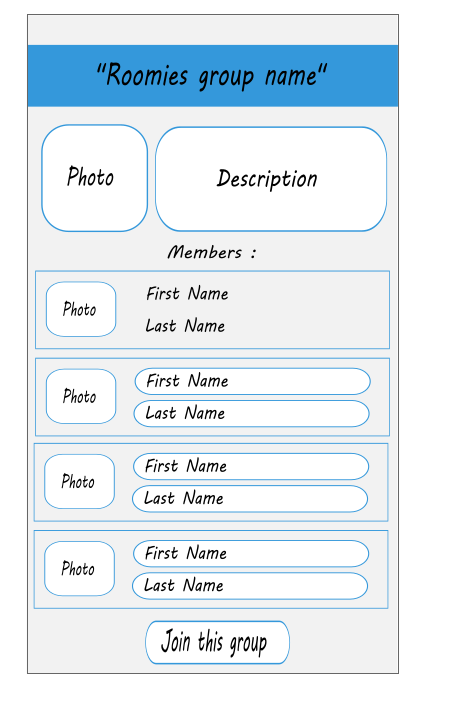 "Roomies group name"
Photo
Description
Members :
Photo
First Name
Last Name
Photo
First Name
Last Name
Photo
First Name
Last Name
Photo
First Name
Last Name
Join this group